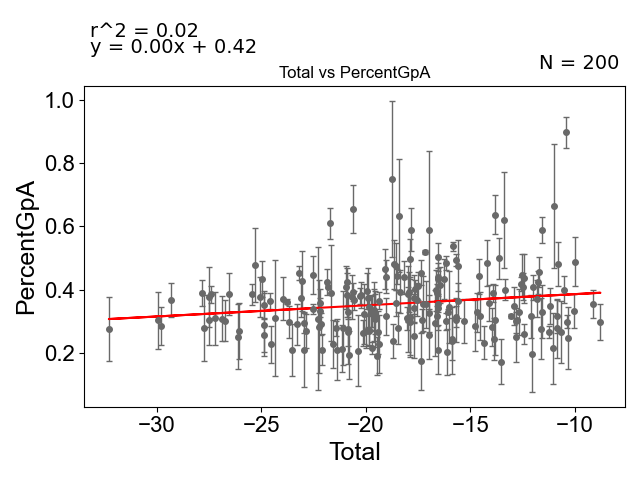 r^2 = 0.02
y = 0.00x + 0.42
N = 200
Total vs PercentGpA
1.0
0.8
0.6
0.4
0.2
PercentGpA
−30
−25
−20
−15
−10
Total